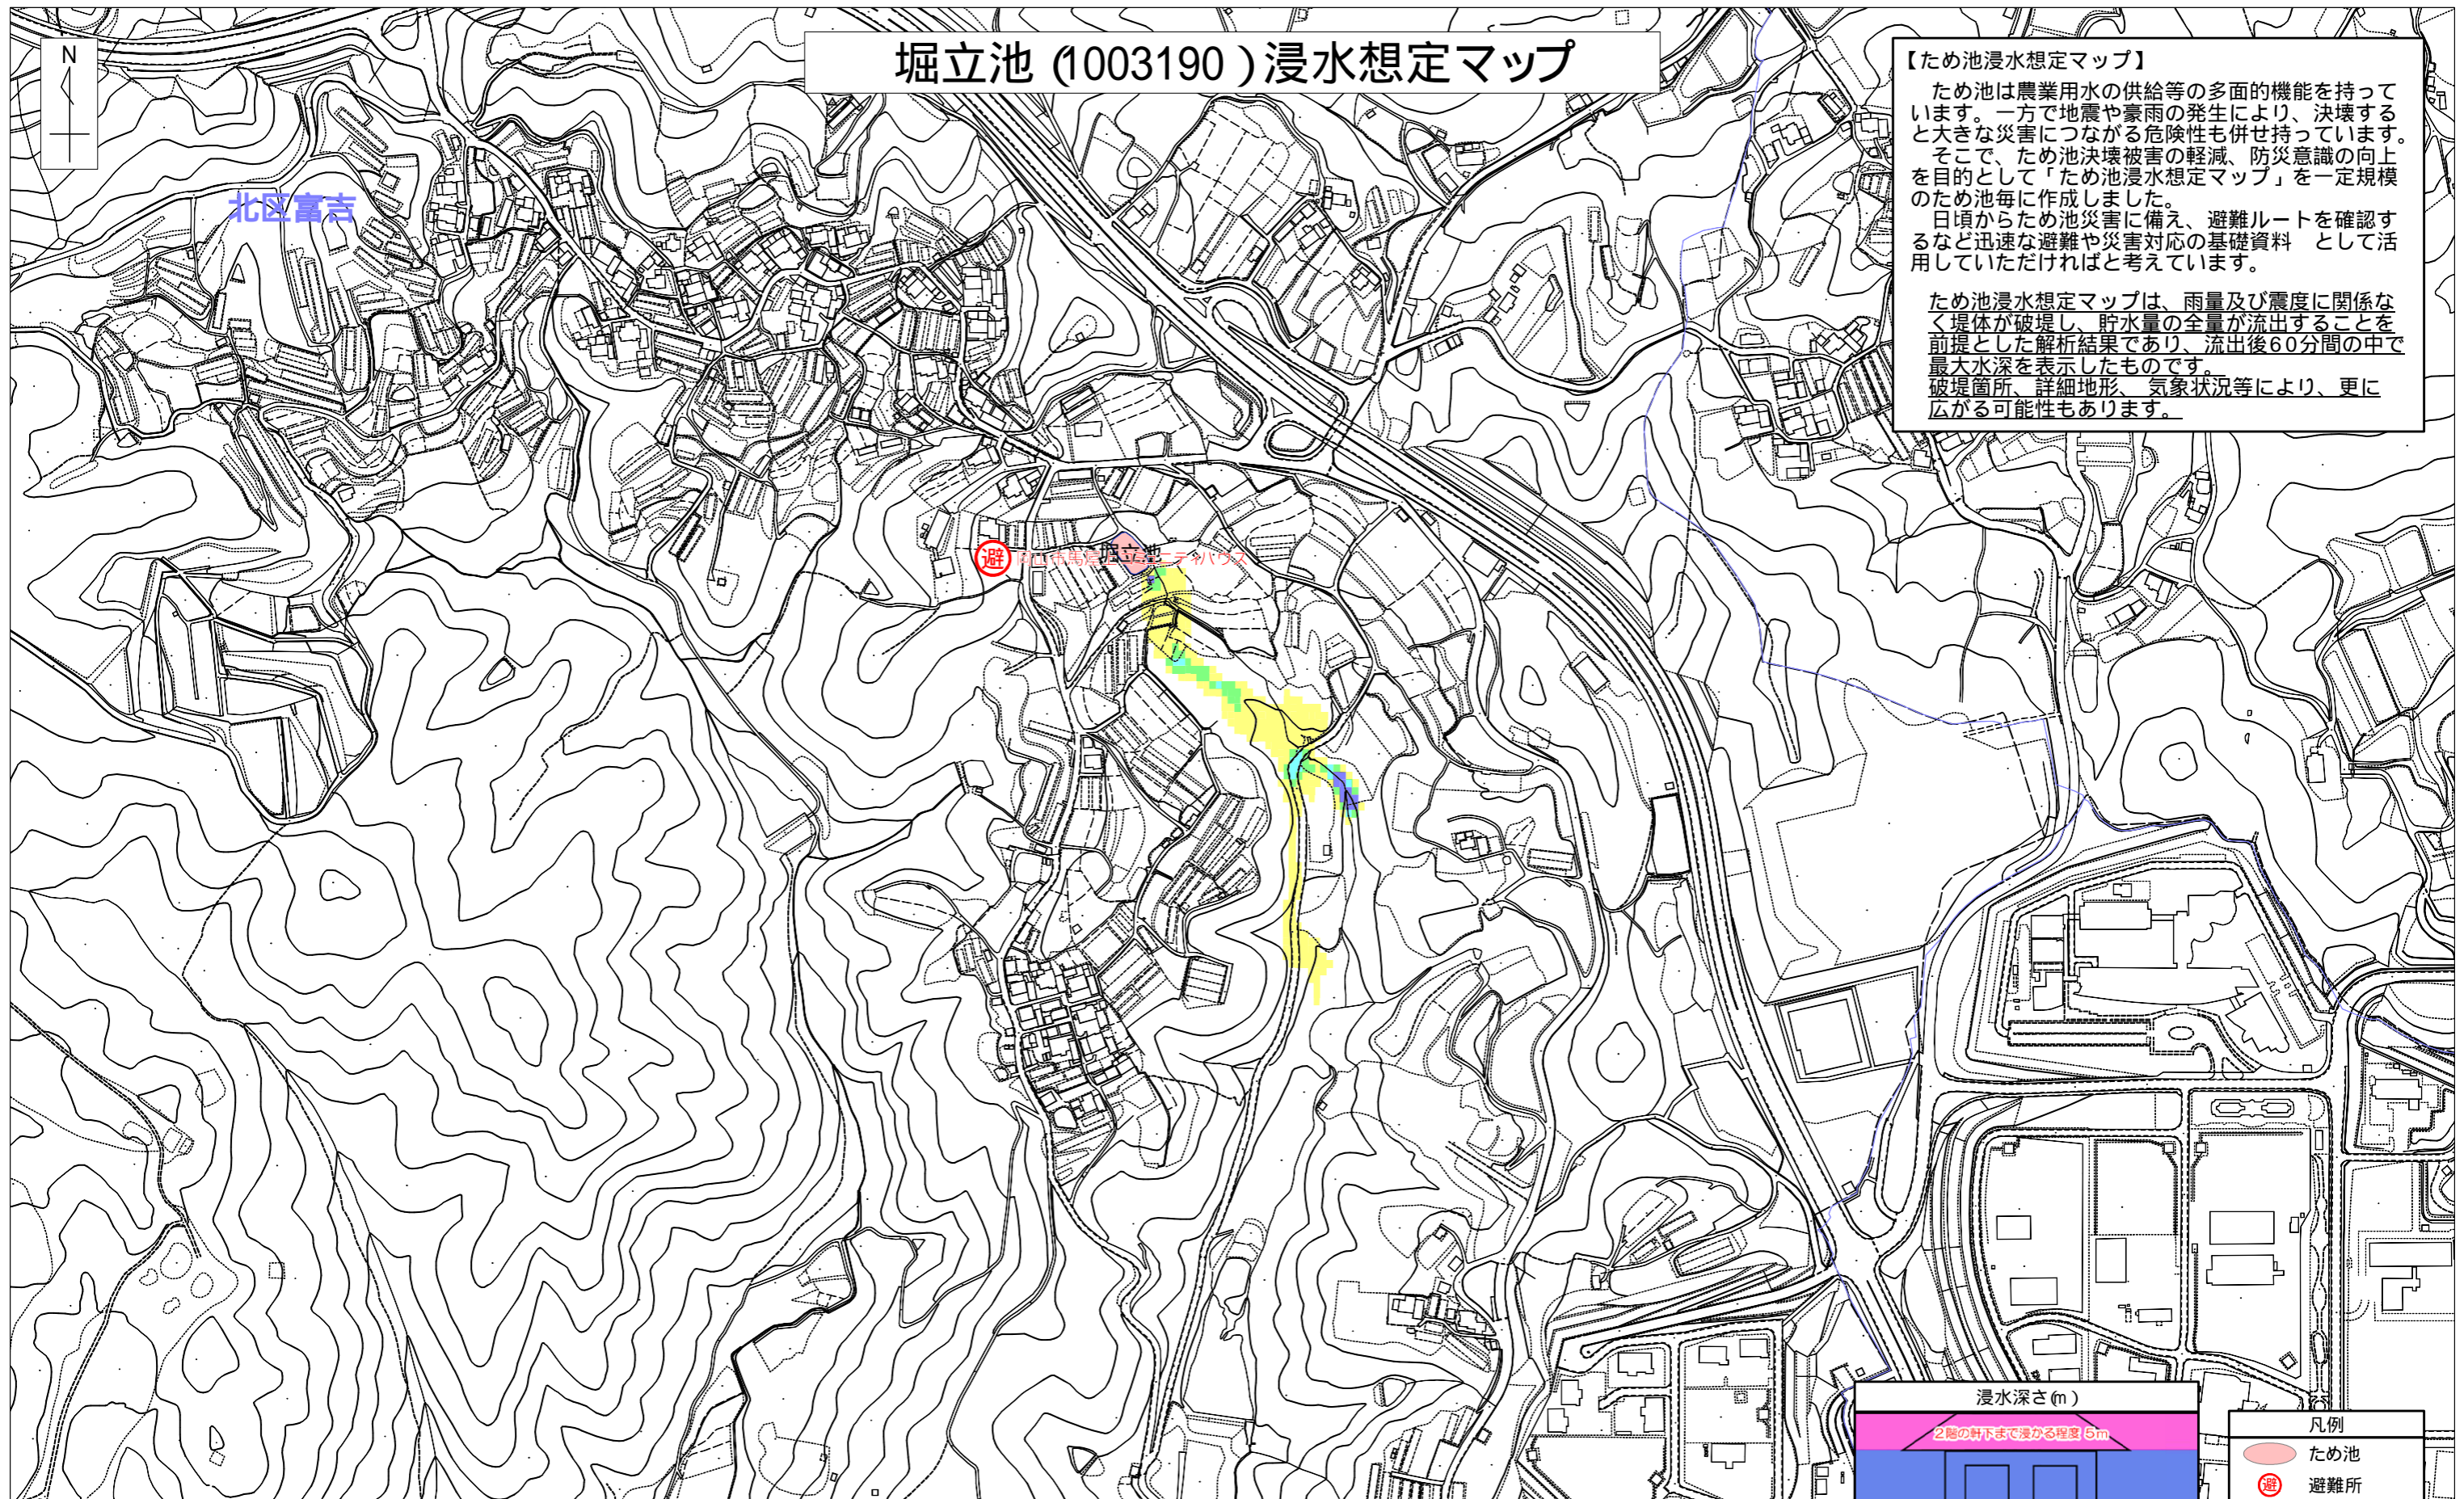 N
堀立池 (1003190 ) 浸水想定マップ
【ため池浸水想定マップ】
ため池は農業用水の供給等の多面的機能を持って
います。一方で地震や豪雨の発生により、決壊する
と大きな災害につながる危険性も併せ持っています。
そこで、ため池決壊被害の軽減、防災意識の向上
を目的として「ため池浸水想定マップ」を一定規模
のため池毎に作成しました。
日頃からため池災害に備え、避難ルートを確認す
るなど迅速な避難や災害対応の基礎資料　として活
用していただければと考えています。
ため池浸水想定マップは、雨量及び震度に関係な
く堤体が破堤し、貯水量の全量が流出することを
前提とした解析結果であり、流出後60分間の中で
最大水深を表示したものです。
破堤箇所、詳細地形、 気象状況等により、更に
広がる可能性もあります。
北区富吉
避
堀立池
浸水深さ(m)
2階の軒下まで浸かる程度 5m
凡例
ため池
避 避難所